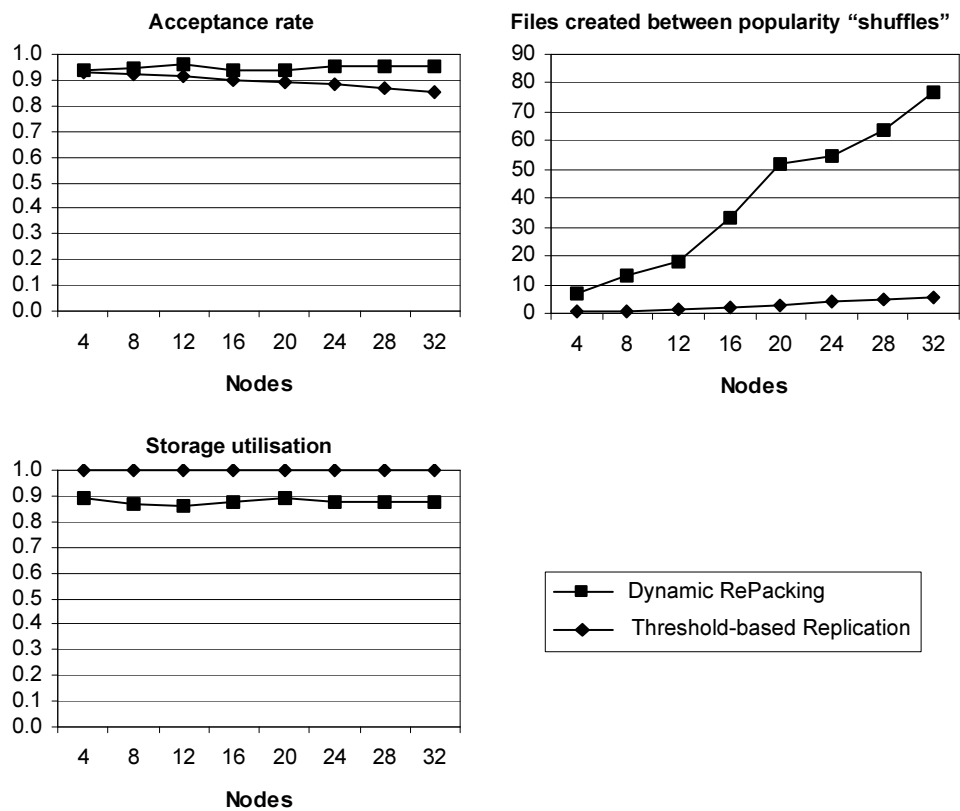 Acceptance rate
1.0
0.9
0.8
0.7
0.6
0.5
0.4
0.3
0.2
0.1
0.0
4 8 12 16 20 24 28 32
Nodes
Files created between popularity “shuffles”
90
80
70
60
50
40
30
20
10
0
4 8 12 16 20 24 28 32
Nodes
Storage utilisation
1.0
0.9
0.8
0.7
0.6
0.5
0.4
0.3
0.2
0.1
0.0
4 8 12 16 20 24 28 32
Nodes
Dynamic RePacking
Threshold-based Replication